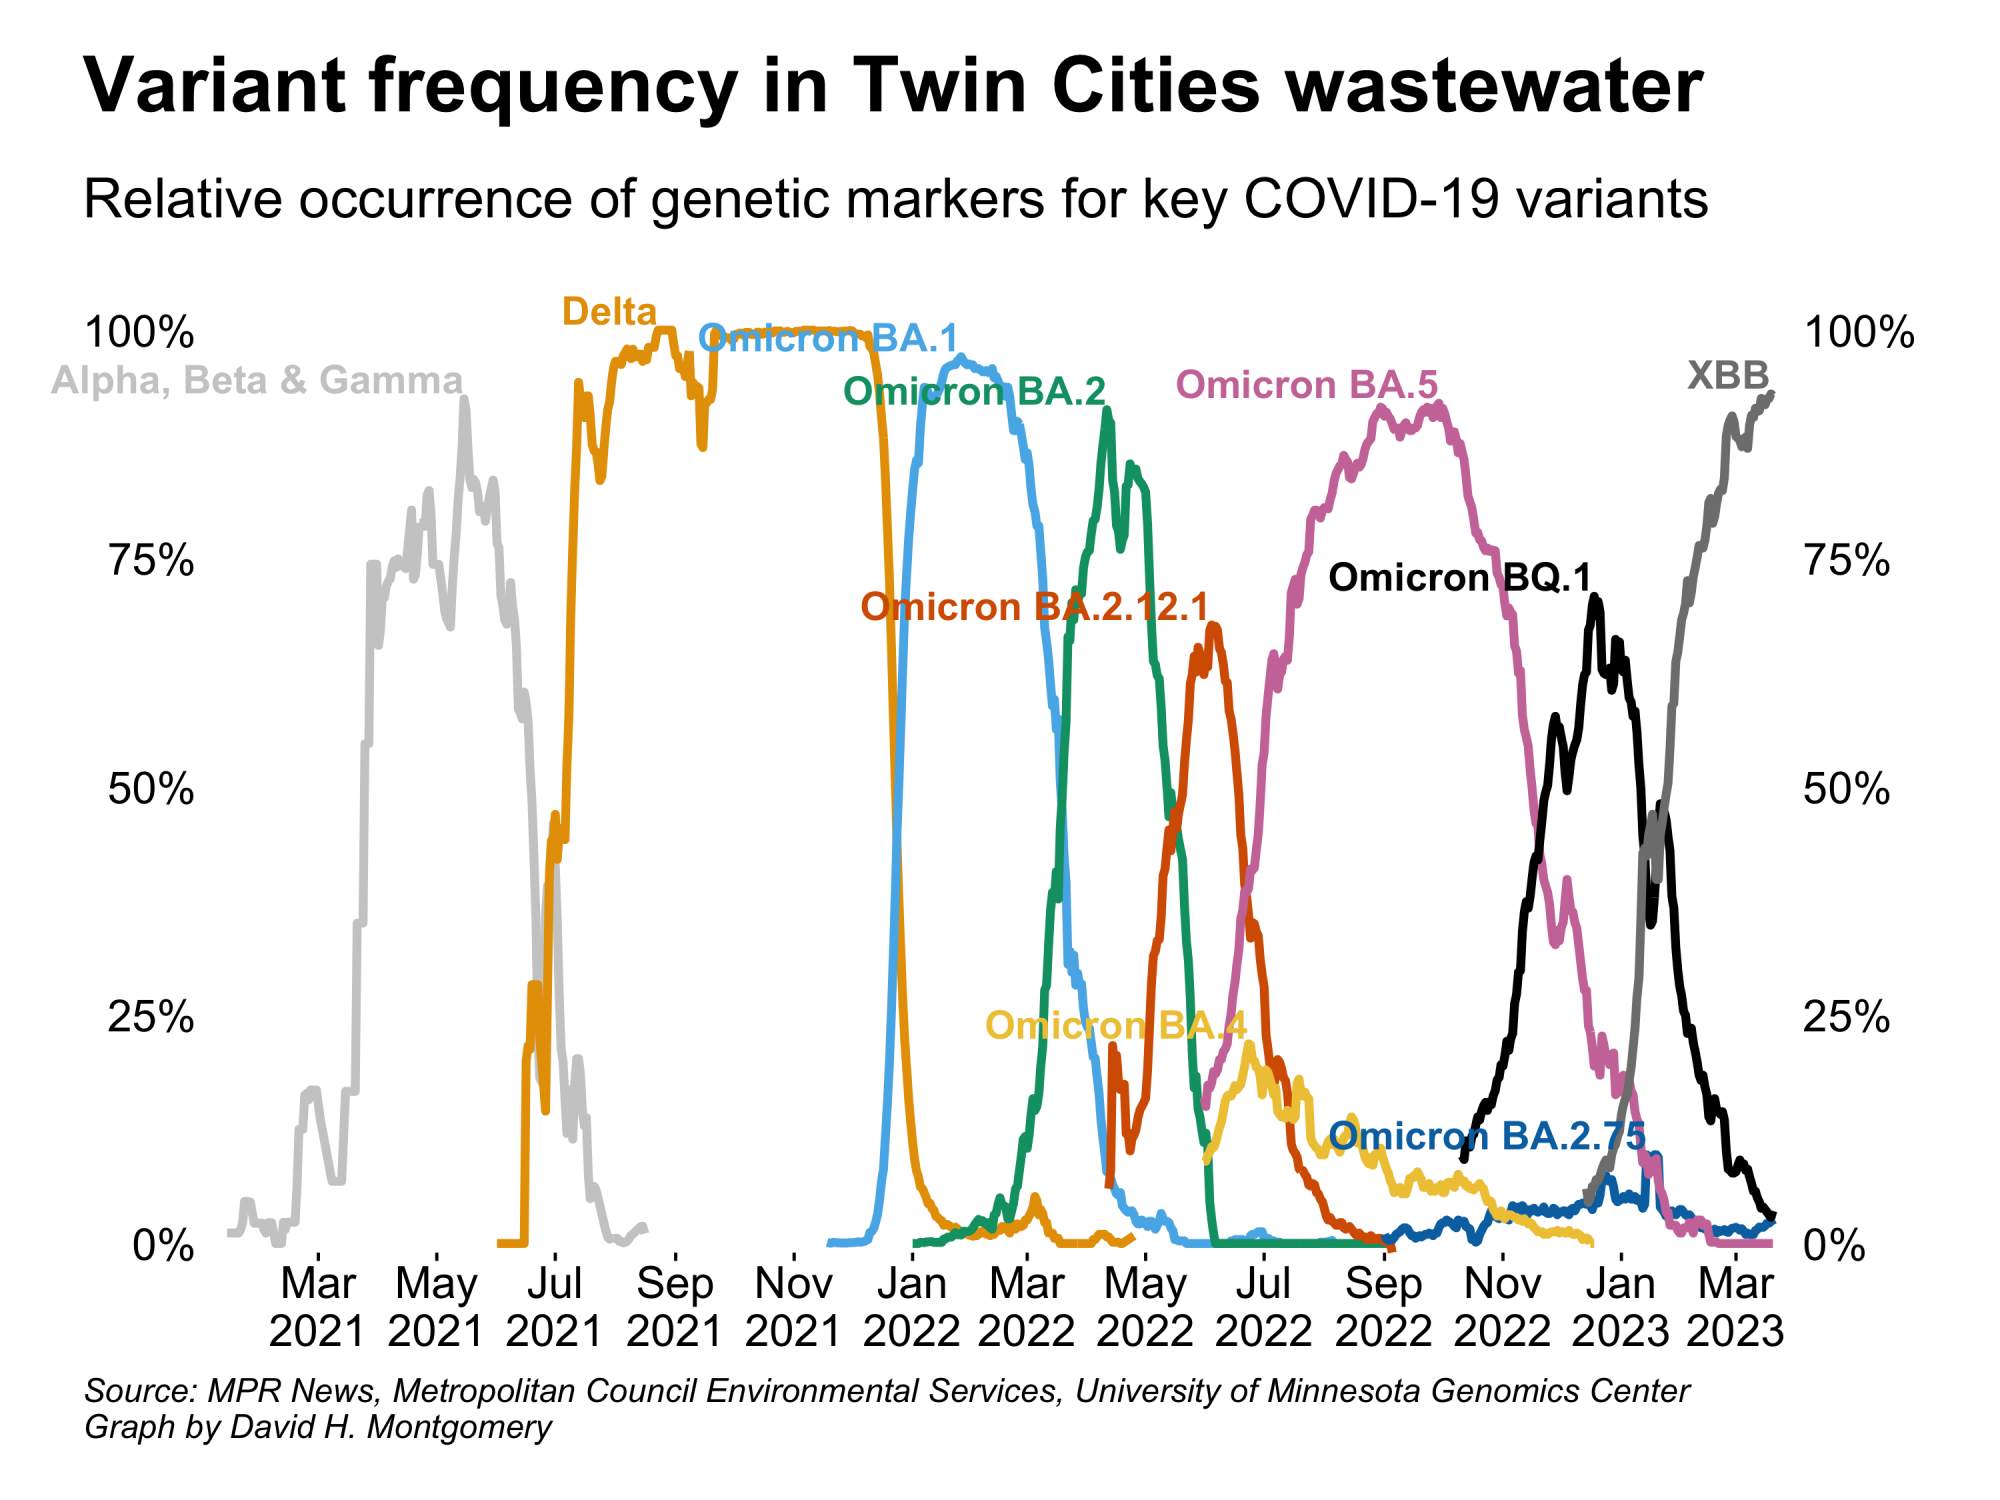 Variant frequency in Twin Cities wastewater
Relative occurrence of genetic markers for key COVID-19 variants
Delta
100%
Omicron BA.1
100%
Alpha, Beta & Gamma
Omicron BA.2
Omicron BA.5
XBB
75%
Omicron BQ.1
75%
Omicron BA.2.12.1
50%
50%
25%
Omicron BA.4
25%
Omicron BA.2.75
0%
0%
Mar 2021
May 2021
Jul 2021
Sep 2021
Nov 2021
Jan 2022
Mar 2022
May 2022
Jul 2022
Sep 2022
Nov 2022
Jan 2023
Mar 2023
Source: MPR News, Metropolitan Council Environmental Services, University of Minnesota Genomics Center
Graph by David H. Montgomery